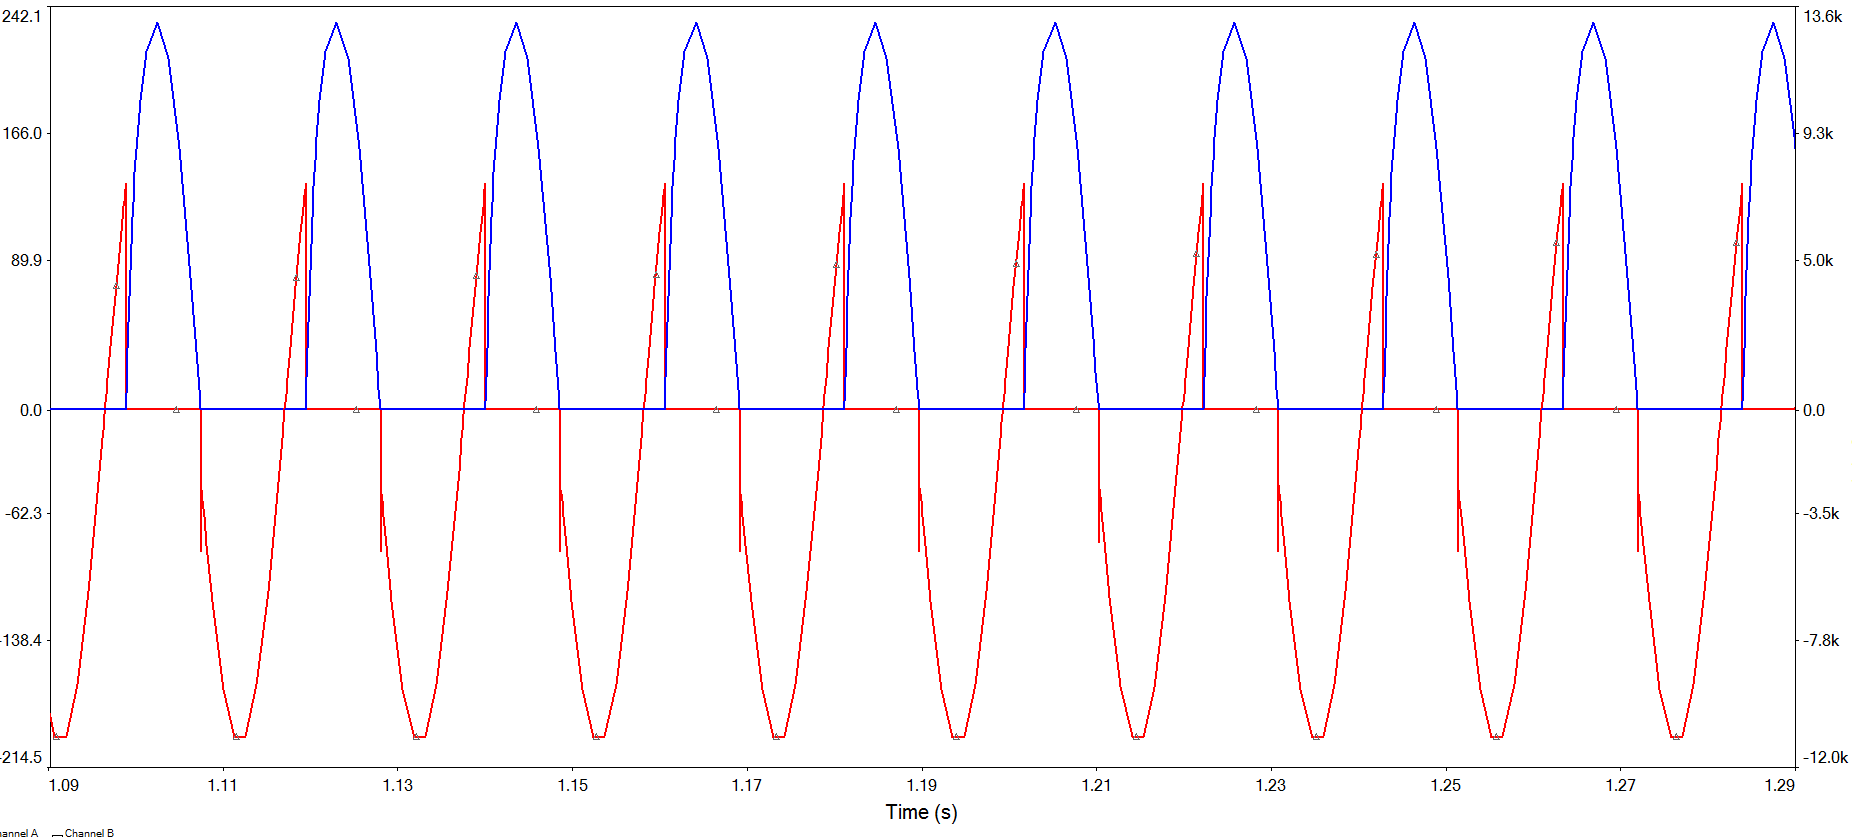 242.1
166.0
89.9
0.0
-62.3
-138.4
-214.5
13.6k
9.3k
5.0k
0.0
-3.5k
-7.8k
-12.0k
1.09 1.11 1.13 1.15 1.17 1.19 1.21 1.23 1.25 1.27 1.29
Time (s)
hannel A Channel B